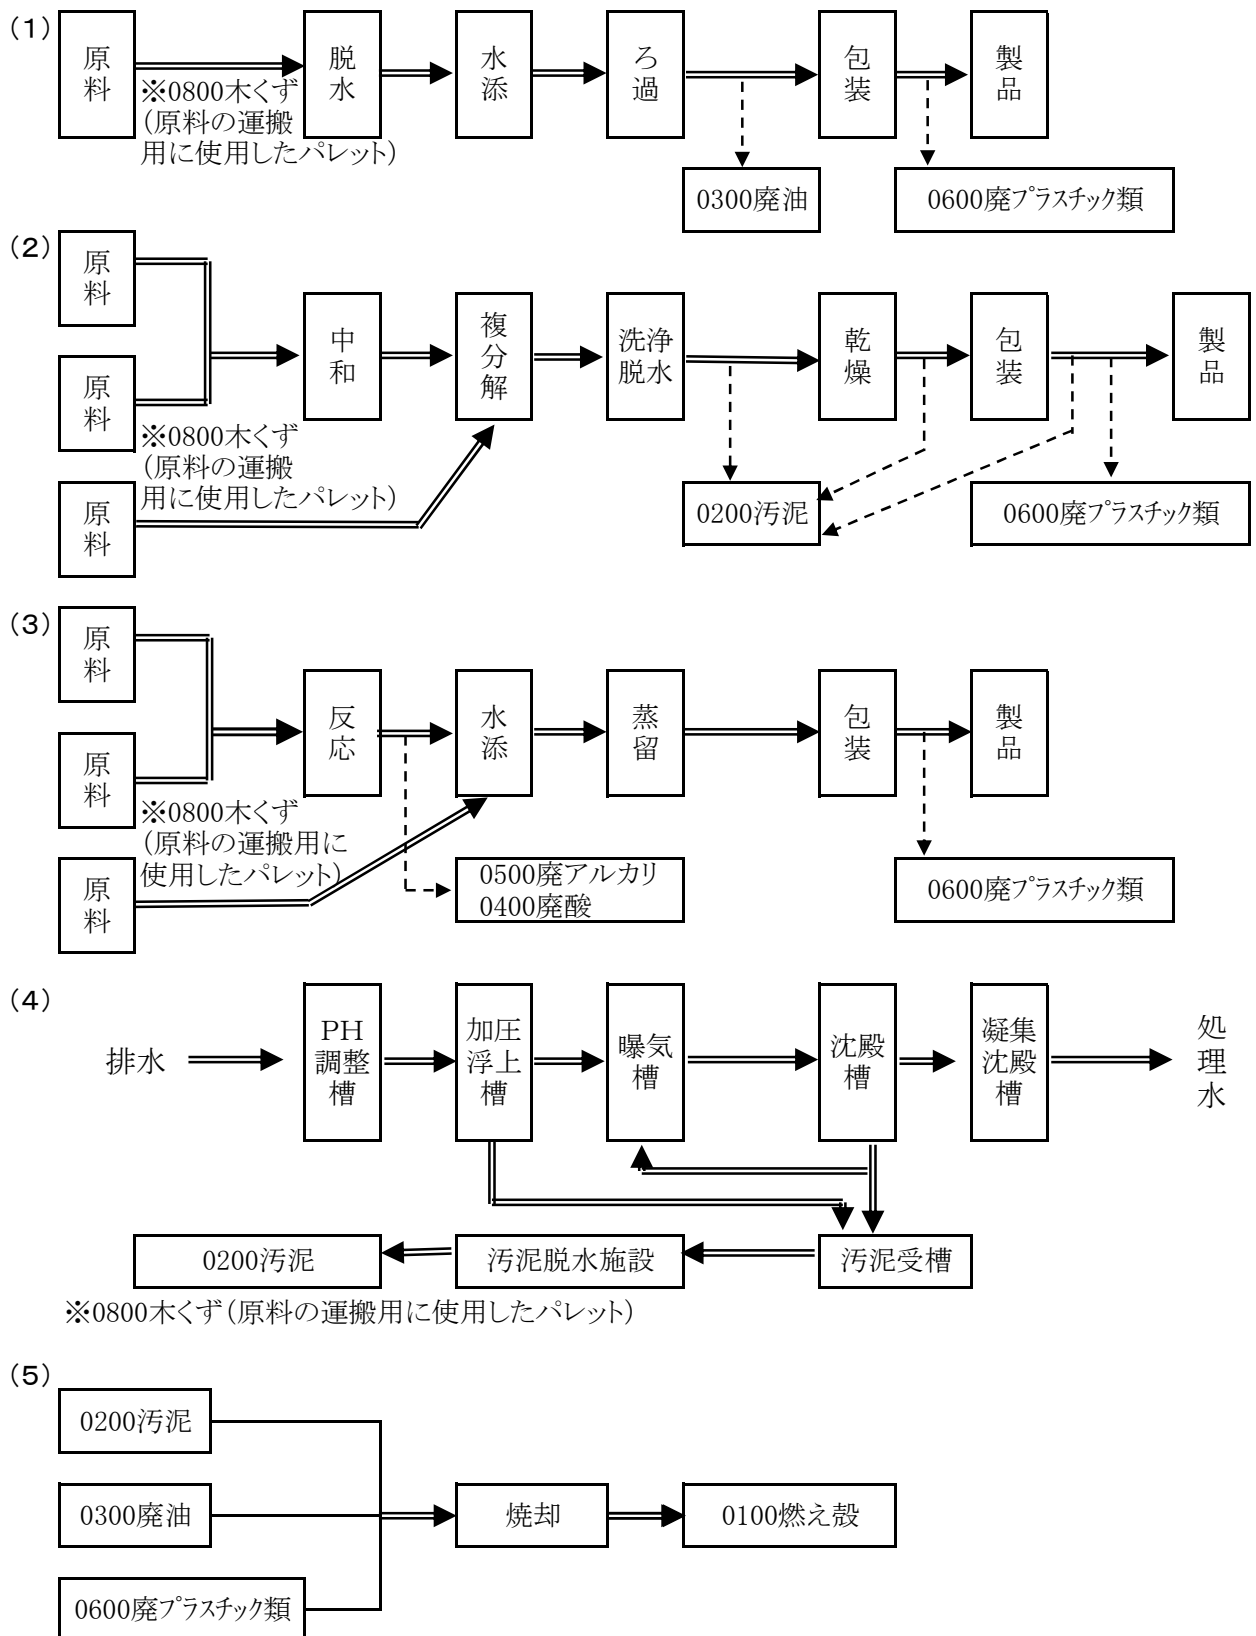 (1)
原料
脱水
水添
ろ過
包装
製品
※0800木くず
(原料の運搬
用に使用したパレット)
0300廃油
0600廃プラスチック類
(2)
原料
原料
原料
中和
複分解
洗浄
脱水
乾燥
包装
製品
※0800木くず
(原料の運搬
用に使用したパレット)
0200汚泥
0600廃プラスチック類
(3)
原料
原料
原料
反応
水添
蒸留
包装
製品
※0800木くず
(原料の運搬用に
使用したパレット)
0500廃アルカリ
0400廃酸
0600廃プラスチック類
(4)
排水
PH
調整
槽
加圧
浮上
槽
曝気
槽
沈殿
槽
凝集
沈殿
槽
処理水
0200汚泥
汚泥脱水施設
汚泥受槽
※0800木くず(原料の運搬用に使用したパレット)
(5)
0200汚泥
0300廃油
0600廃プラスチック類
焼却
0100燃え殻